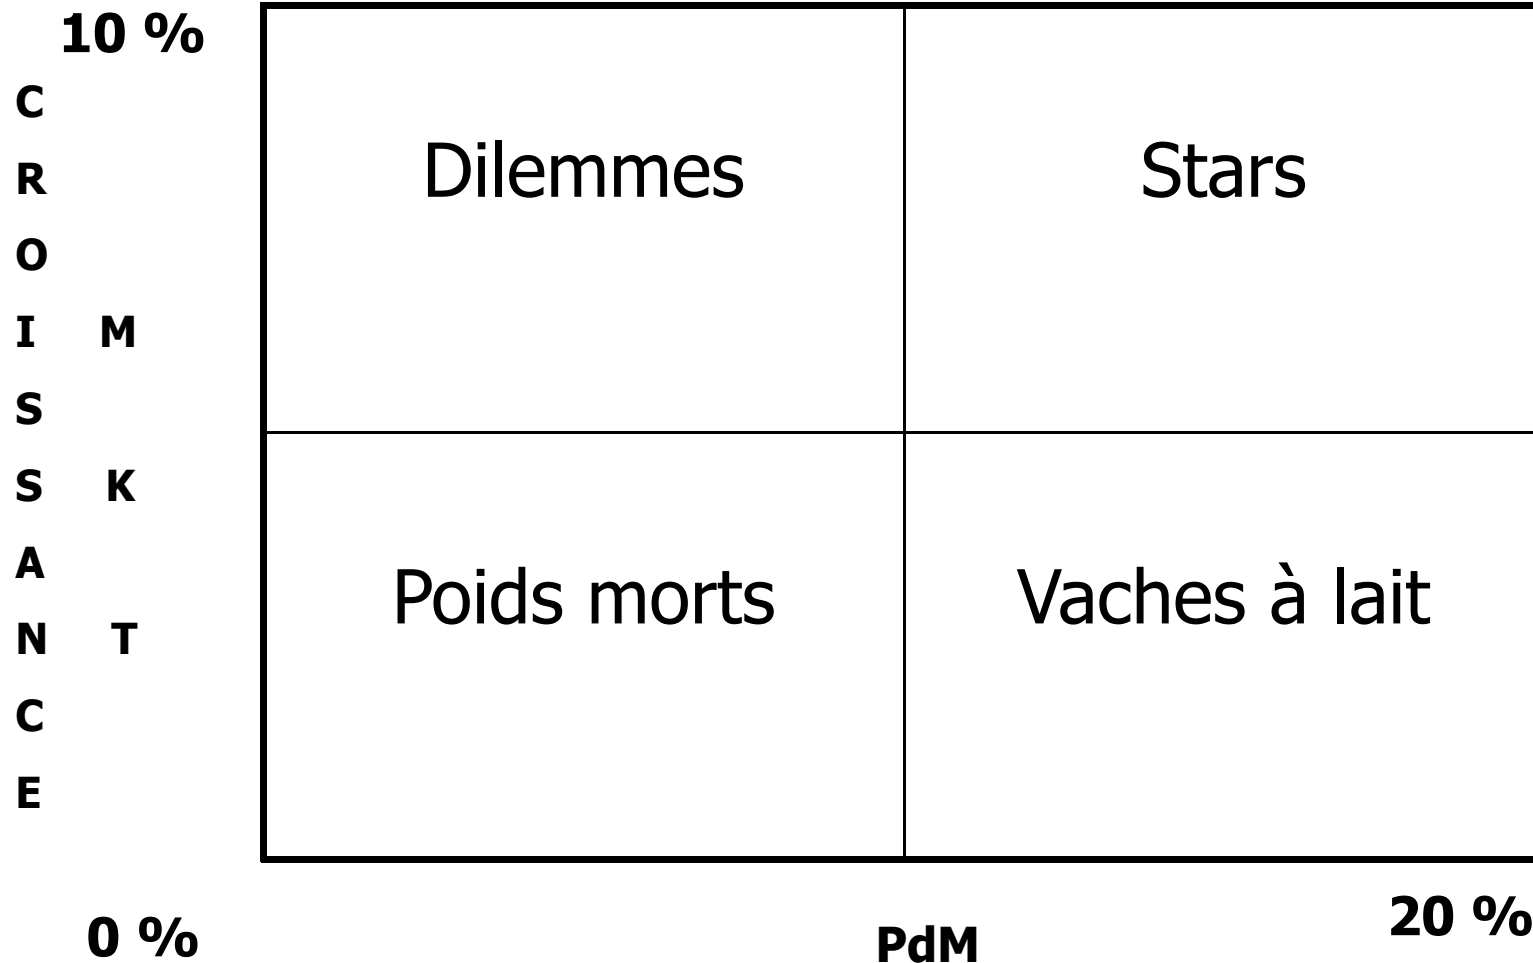 10 %
CROISSANCE
MKT
Dilemmes
Stars
Poids morts
Vaches à lait
0 %
PdM
20 %